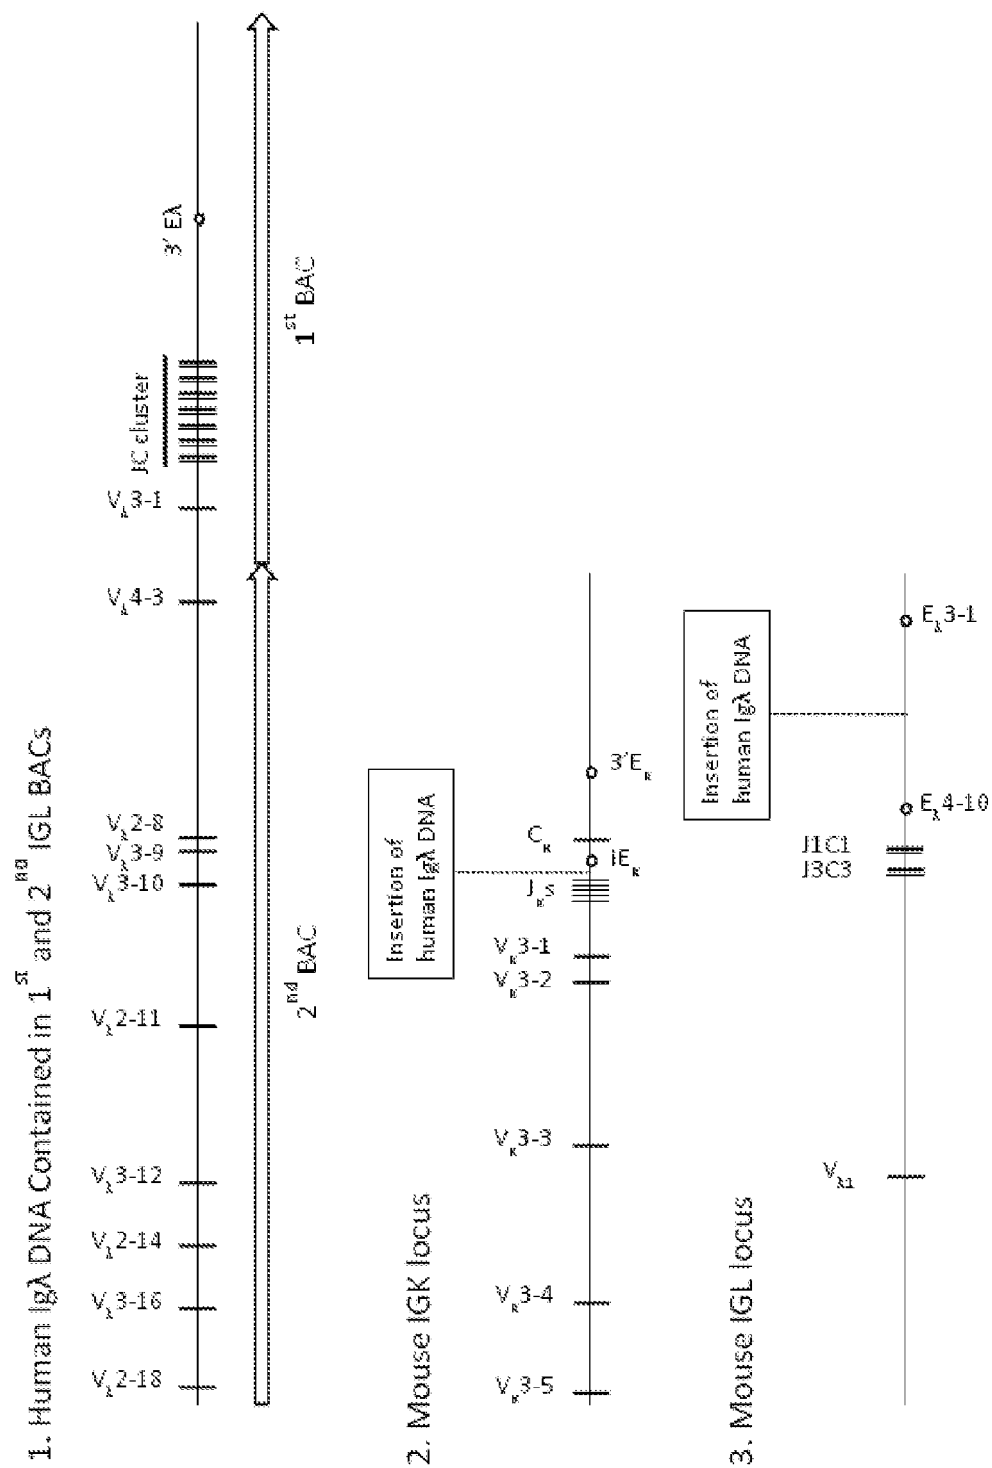 1. Human Igλ DNA Contained in 1st and 2nd IGL BACs
Vλ2-18
Vλ3-16
Vλ2-14
Vλ3-12
Vλ2-11
Vλ3-10
Vλ3-9
Vλ2-8
Vλ4-3
Vλ3-1
JC cluster
3' Eλ
2nd BAC
1st BAC
2. Mouse IGK locus
Insertion of
human Igλ DNA
Vκ3-5
Vκ3-4
Vκ3-3
Vκ3-2
Vκ3-1
Jκs
Cκ
iEκ
3'Eκ
3. Mouse IGL locus
Insertion of
human Igλ DNA
Vλ1
J3C3
J1C1
Eλ4-10
Eλ3-1